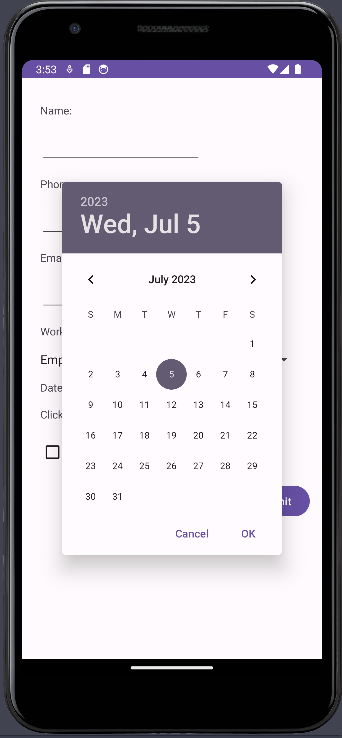 3:53
Name:
Phon
2023
Wed, Jul 5
Ema
July 2023
S M T W T F S
1
2 3 4 5 6 7 8
9 10 11 12 13 14 15
16 17 18 19 20 21 22
23 24 25 26 27 28 29
30 31
Work
Emp
Date
Click
nit
Cancel OK